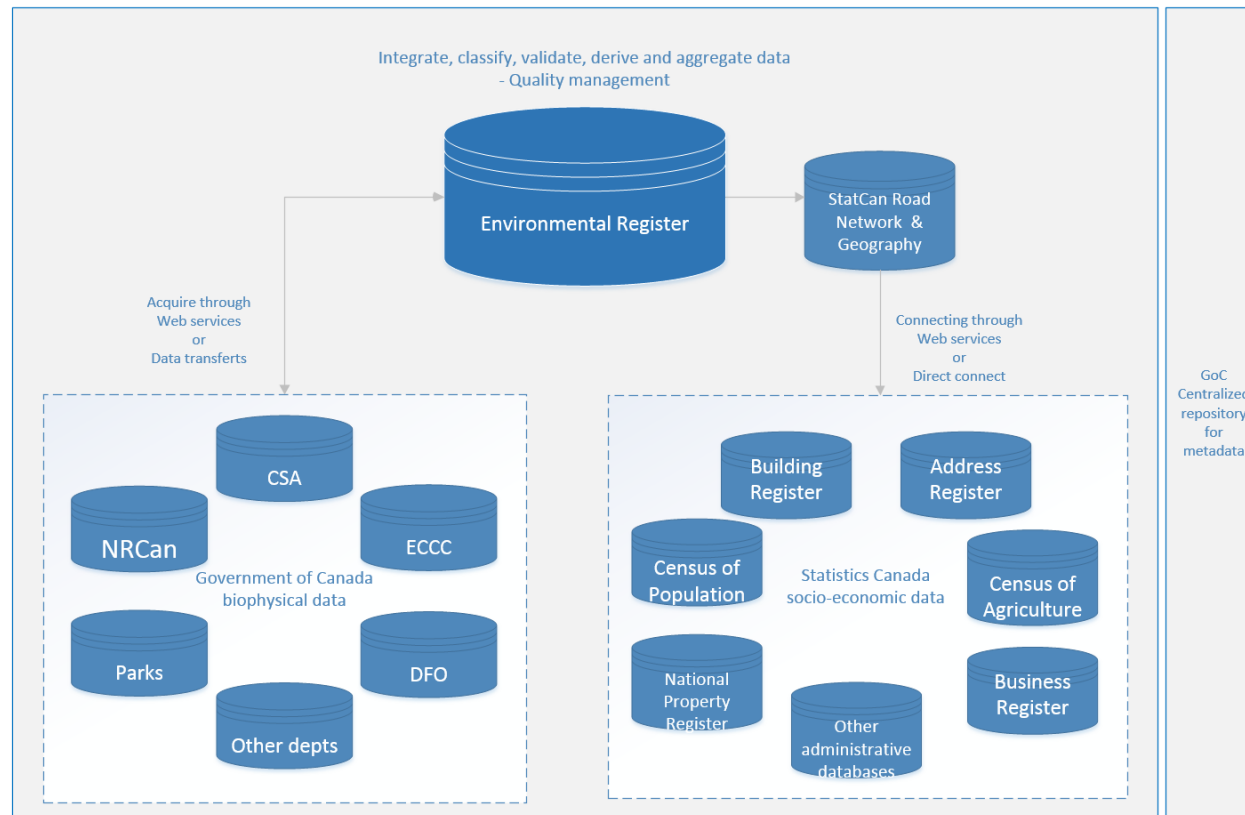 Integrate, classify, validate, derive and aggregate data
- Quality management
Environmental Register
StatCan Road
Network &
Geography
Acquire through
Web services
or
Data transferts
Connecting through
Web services
or
Direct connect
GoC
Centralized
repository
for
metadata
CSA
NRCan
ECCC
Government of Canada
biophysical data
Parks
DFO
Other depts
Building
Register
Address
Register
Census of
Population
Statistics Canada
socio-economic data
Census of
Agriculture
National
Property
Register
Business
Register
Other
administrative
databases